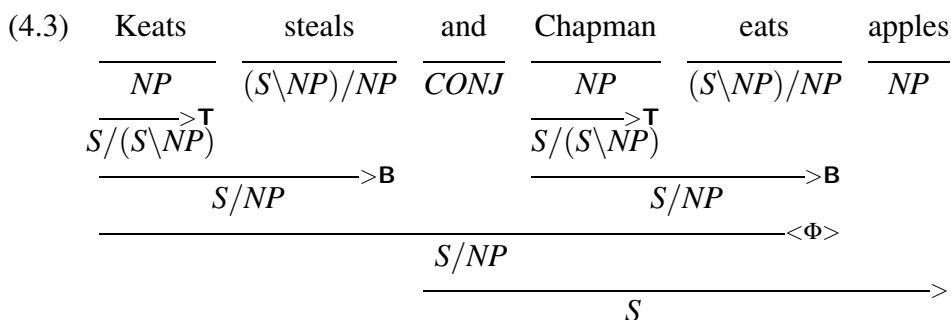 (4.3) Keats steals and Chapman eats apples
NP (S\NP)/NP CONJ NP (S\NP)/NP NP
>T >T
S/(S\NP) S/(S\NP)
>B >B
S/NP S/NP
<Φ>
S/NP
>
S